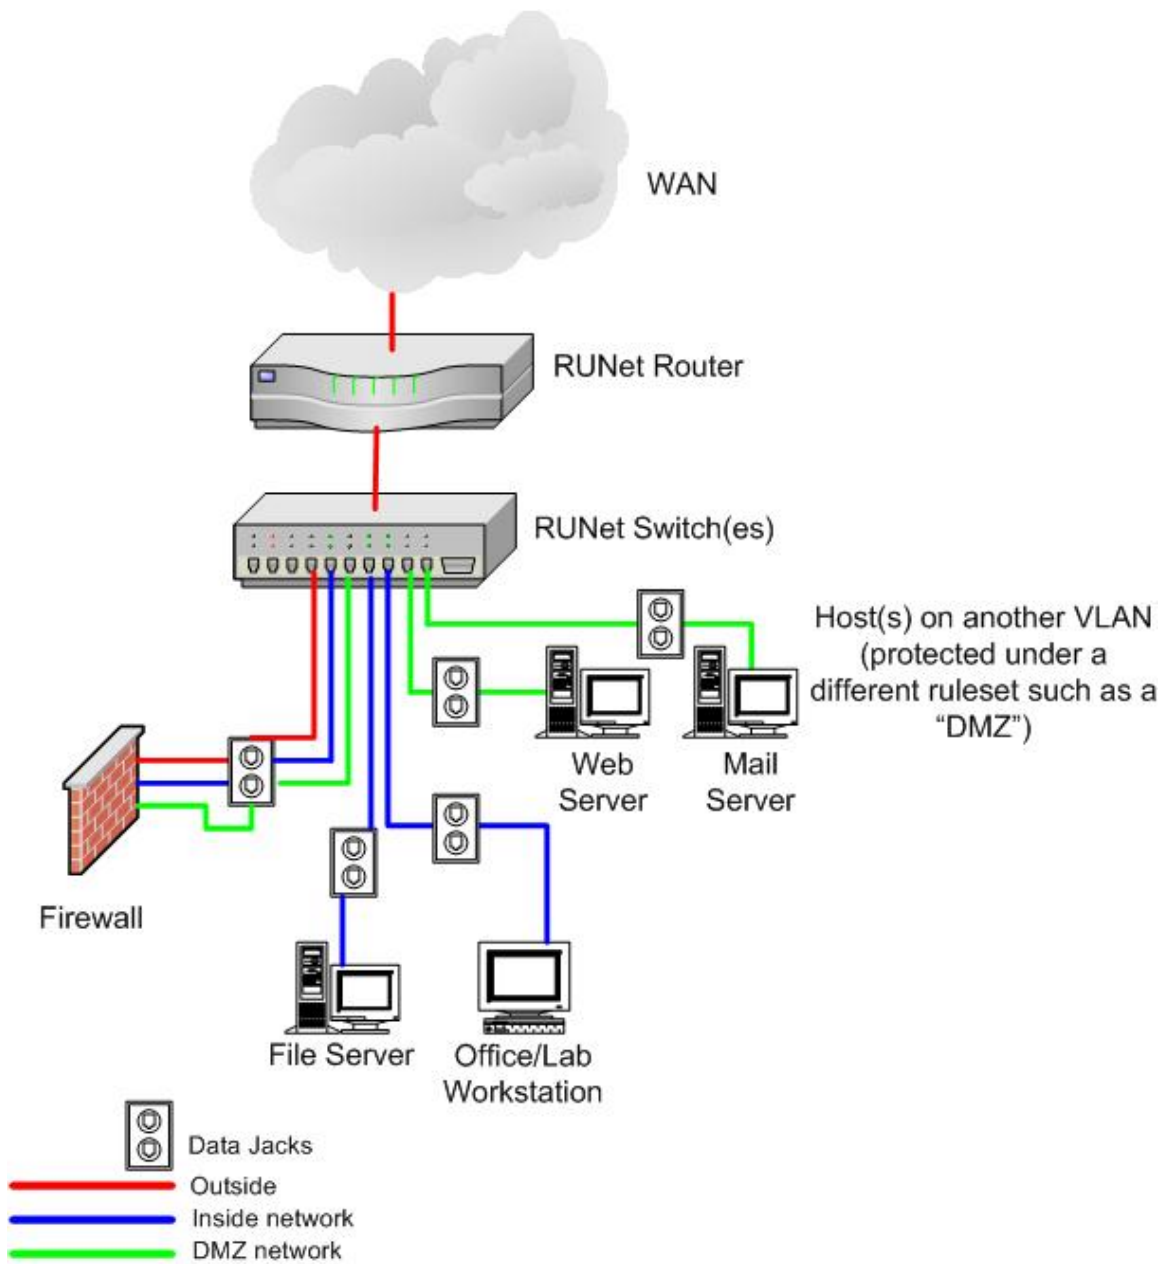 WAN
RUNet Router
RUNet Switch(es)
Host(s) on another VLAN
(protected under a
different ruleset such as a
“DMZ”)
Web
Server
Mail
Server
Firewall
File Server
Office/Lab
Workstation
Data Jacks
Outside
Inside network
DMZ network